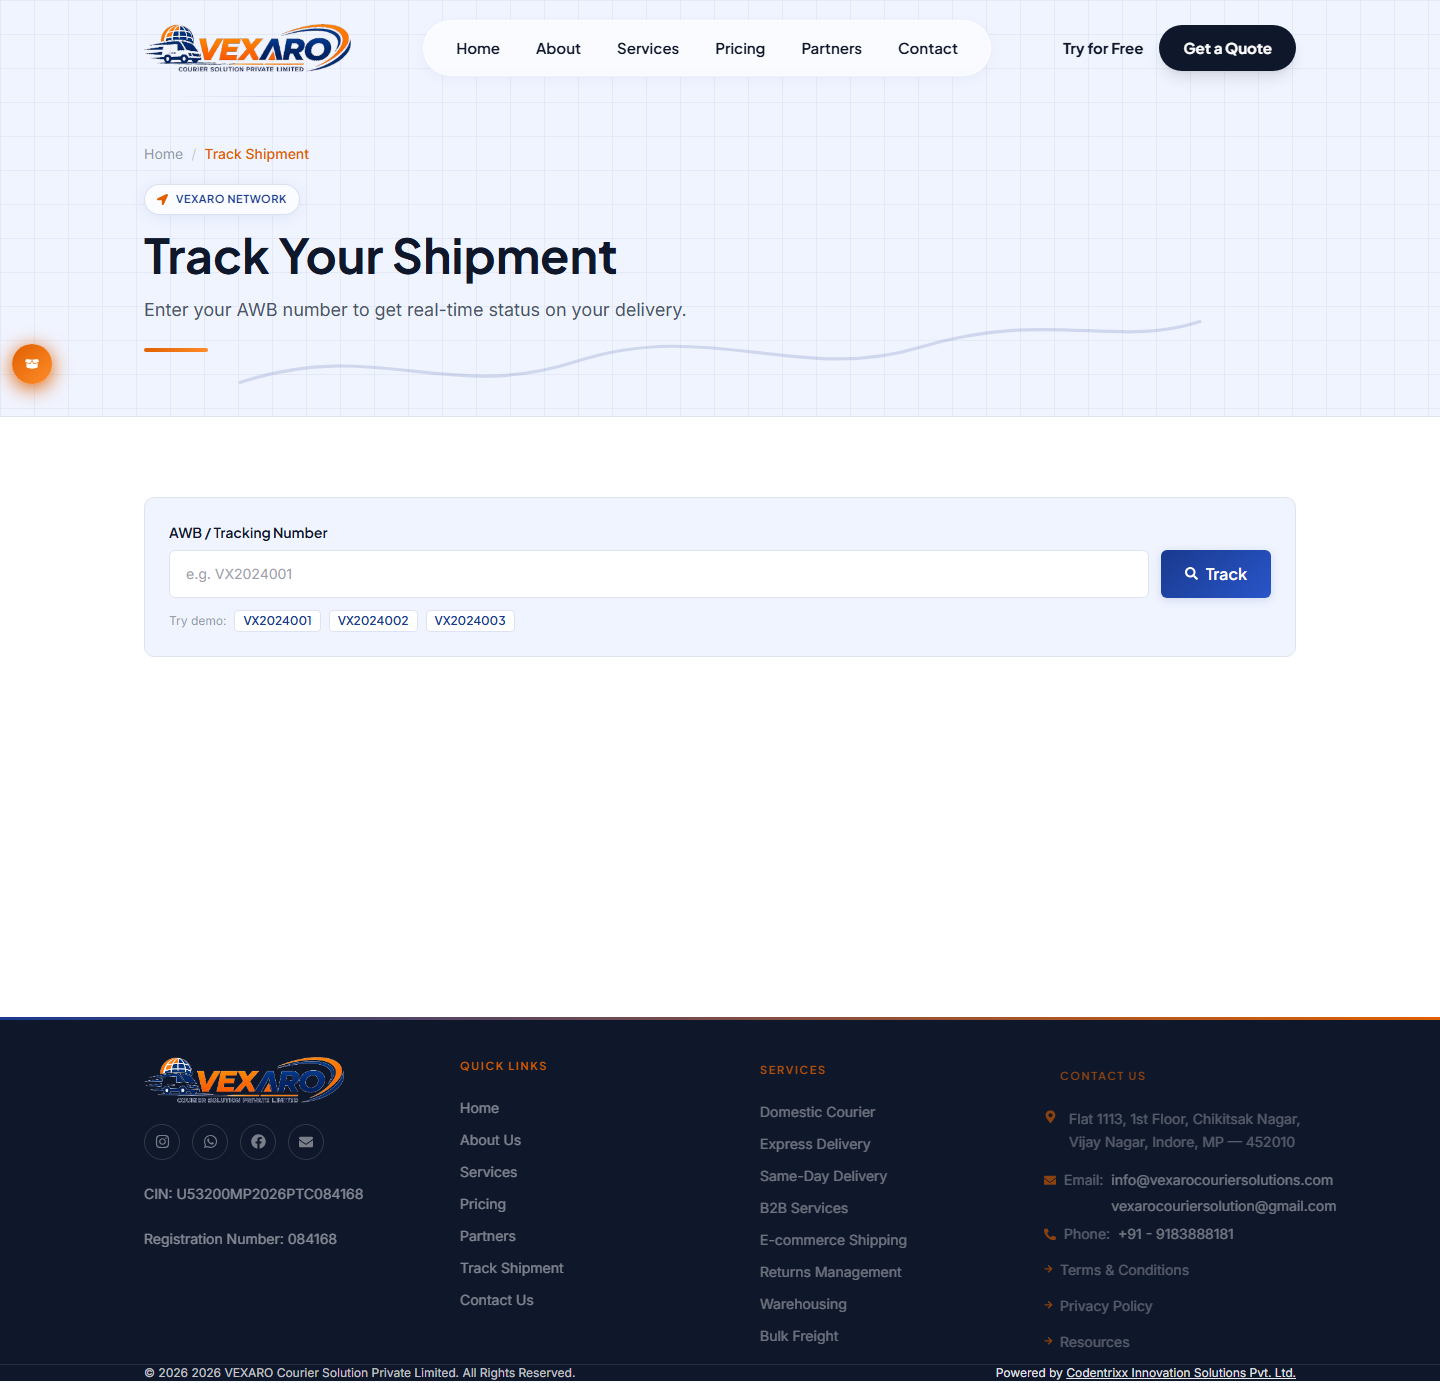 VEXARO
COURIER SOLUTION PRIVATE LIMITED
Home About Services Pricing Partners Contact
Try for Free
Get a Quote
Home / Track Shipment
VEXARO NETWORK
Track Your Shipment
Enter your AWB number to get real-time status on your delivery.
AWB / Tracking Number
e.g. VX2024001
Track
Try demo: VX2024001 VX2024002 VX2024003
VEXARO
COURIER SOLUTION PRIVATE LIMITED
CIN: U53200MP2026PTC084168
Registration Number: 084168
QUICK LINKS
Home
About Us
Services
Pricing
Partners
Track Shipment
Contact Us
SERVICES
Domestic Courier
Express Delivery
Same-Day Delivery
B2B Services
E-commerce Shipping
Returns Management
Warehousing
Bulk Freight
CONTACT US
Flat 1113, 1st Floor, Chikitsak Nagar,
Vijay Nagar, Indore, MP — 452010
Email: info@vexarocouriersolutions.com
vexarocouriersolution@gmail.com
Phone: +91 - 9183888181
Terms & Conditions
Privacy Policy
Resources
© 2026 2026 VEXARO Courier Solution Private Limited. All Rights Reserved.
Powered by Codentrixx Innovation Solutions Pvt. Ltd.